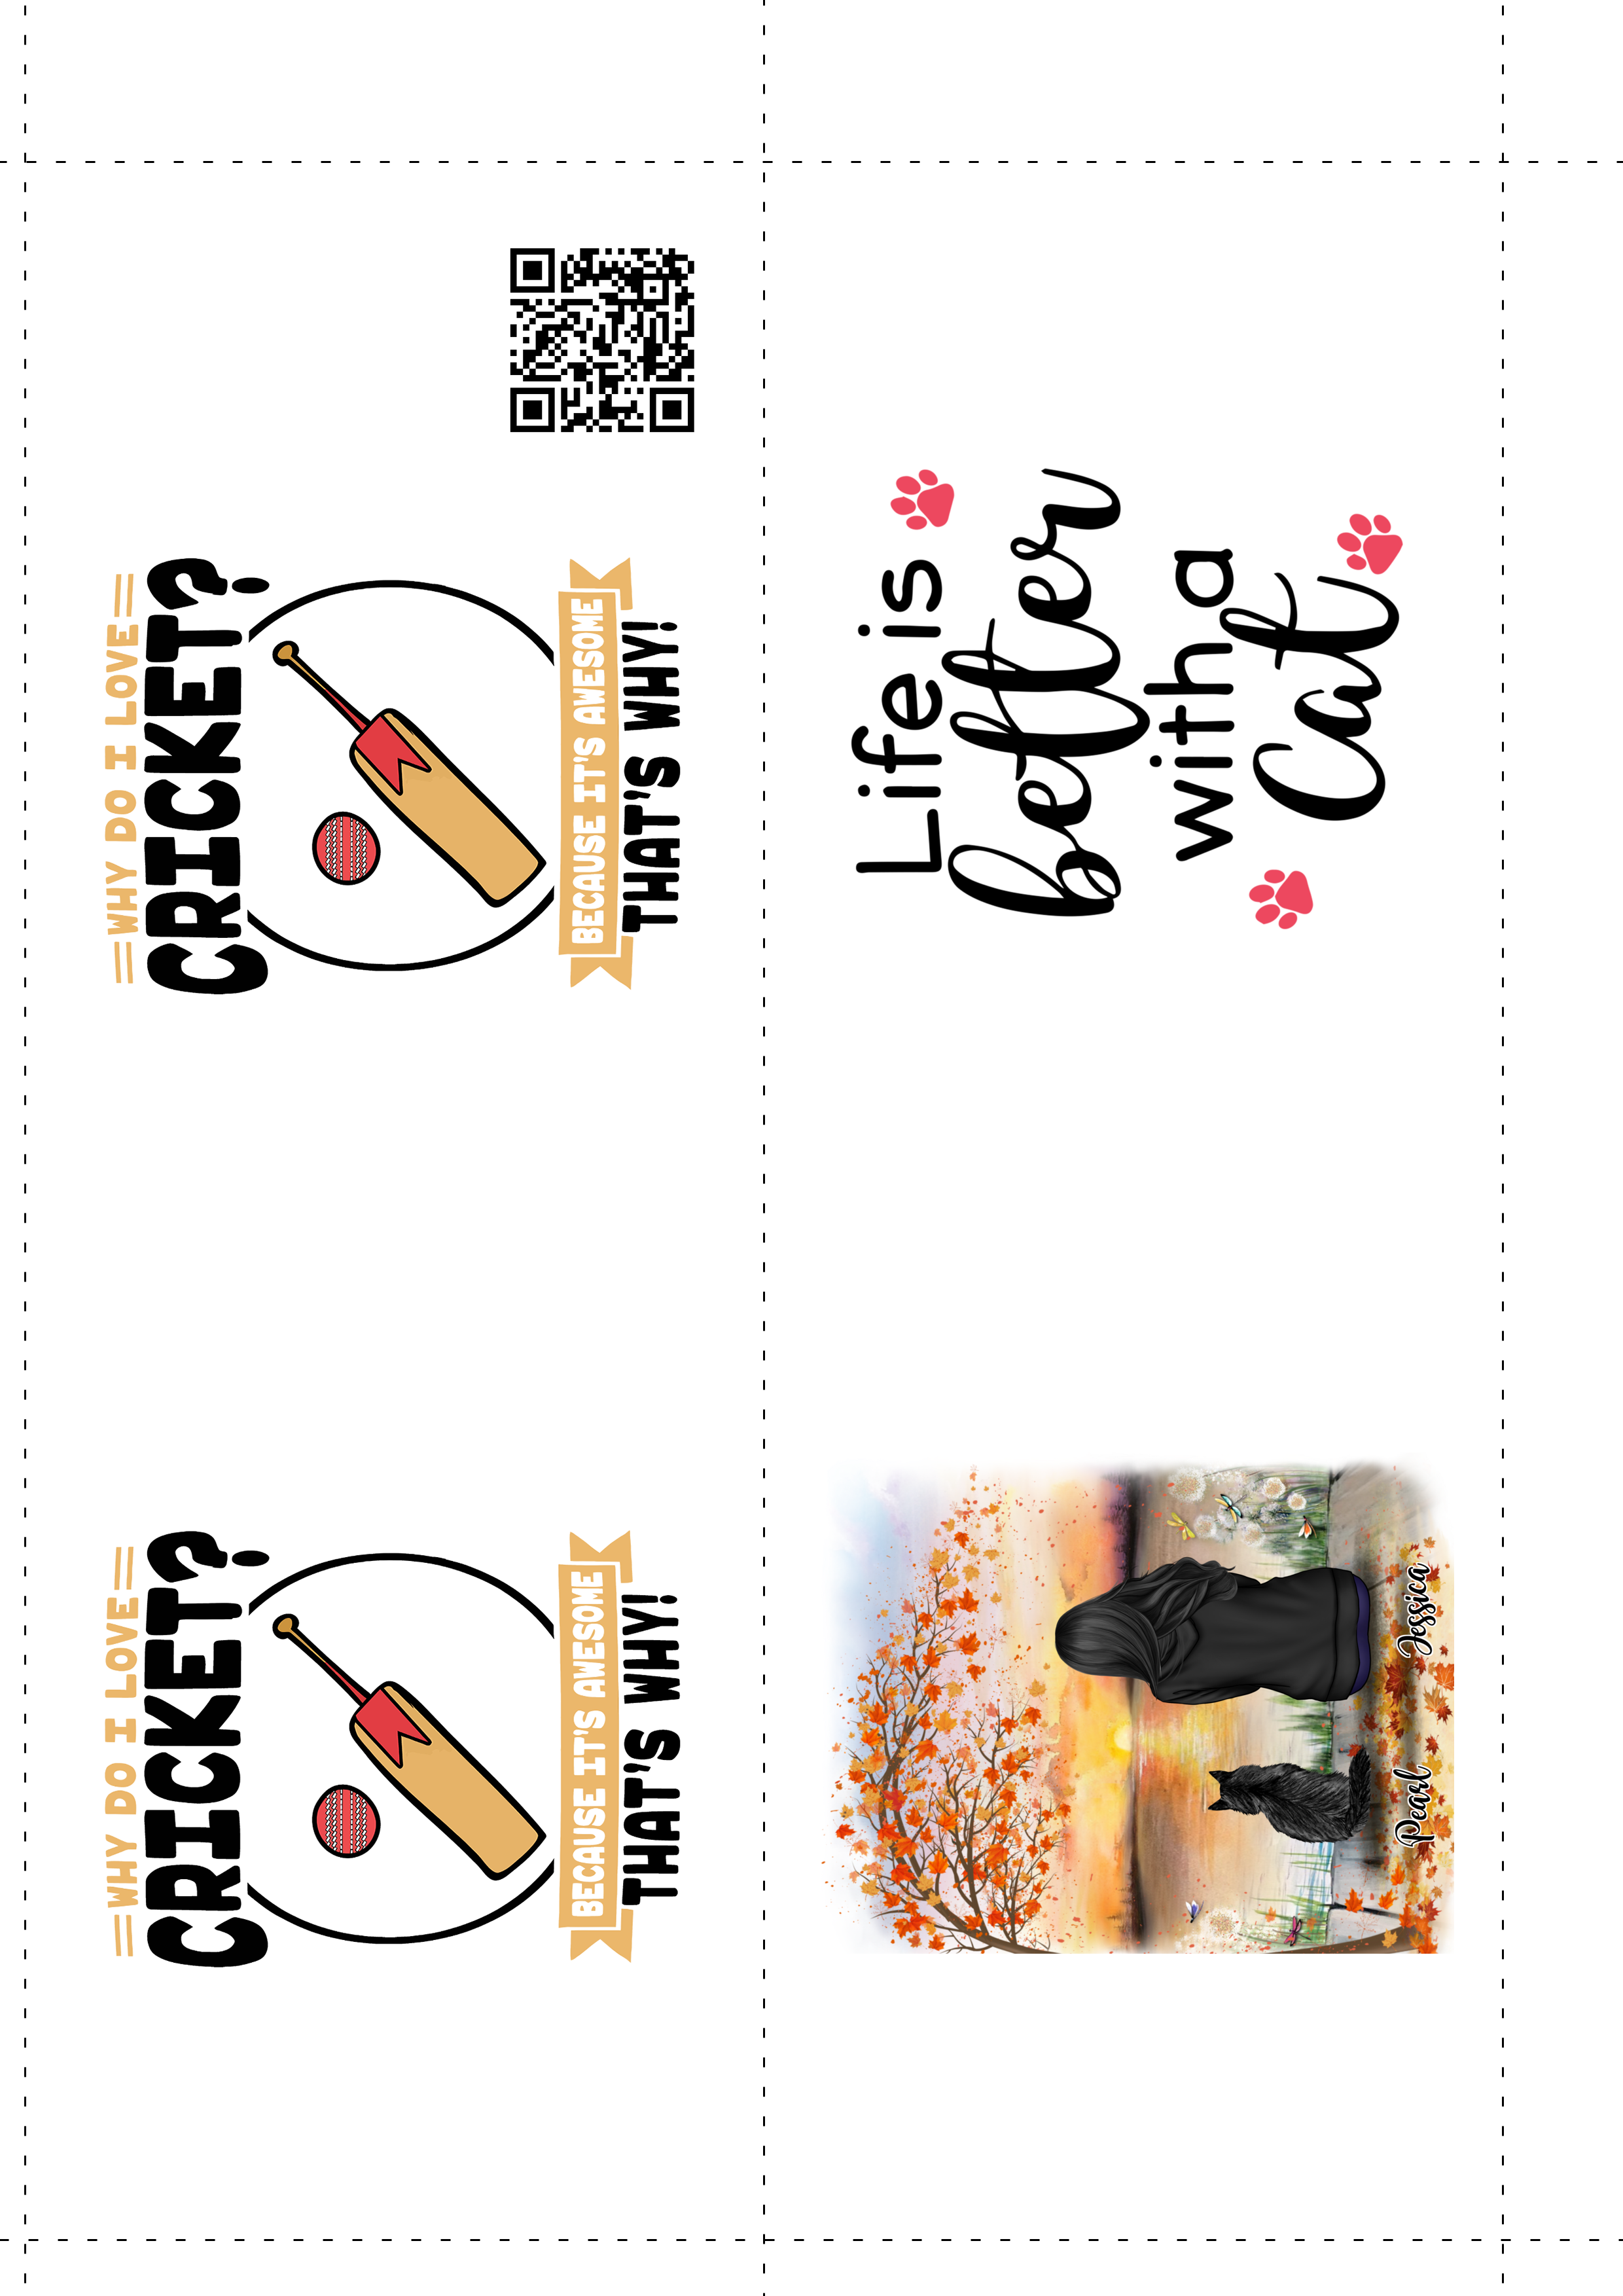 WHY DO I LOVE
CRICKET?
BECAUSE IT'S AWESOME
THAT'S WHY!
WHY DO I LOVE
CRICKET?
BECAUSE IT'S AWESOME
THAT'S WHY!
Life is
better
with a
Cat
Pearl
Jessica